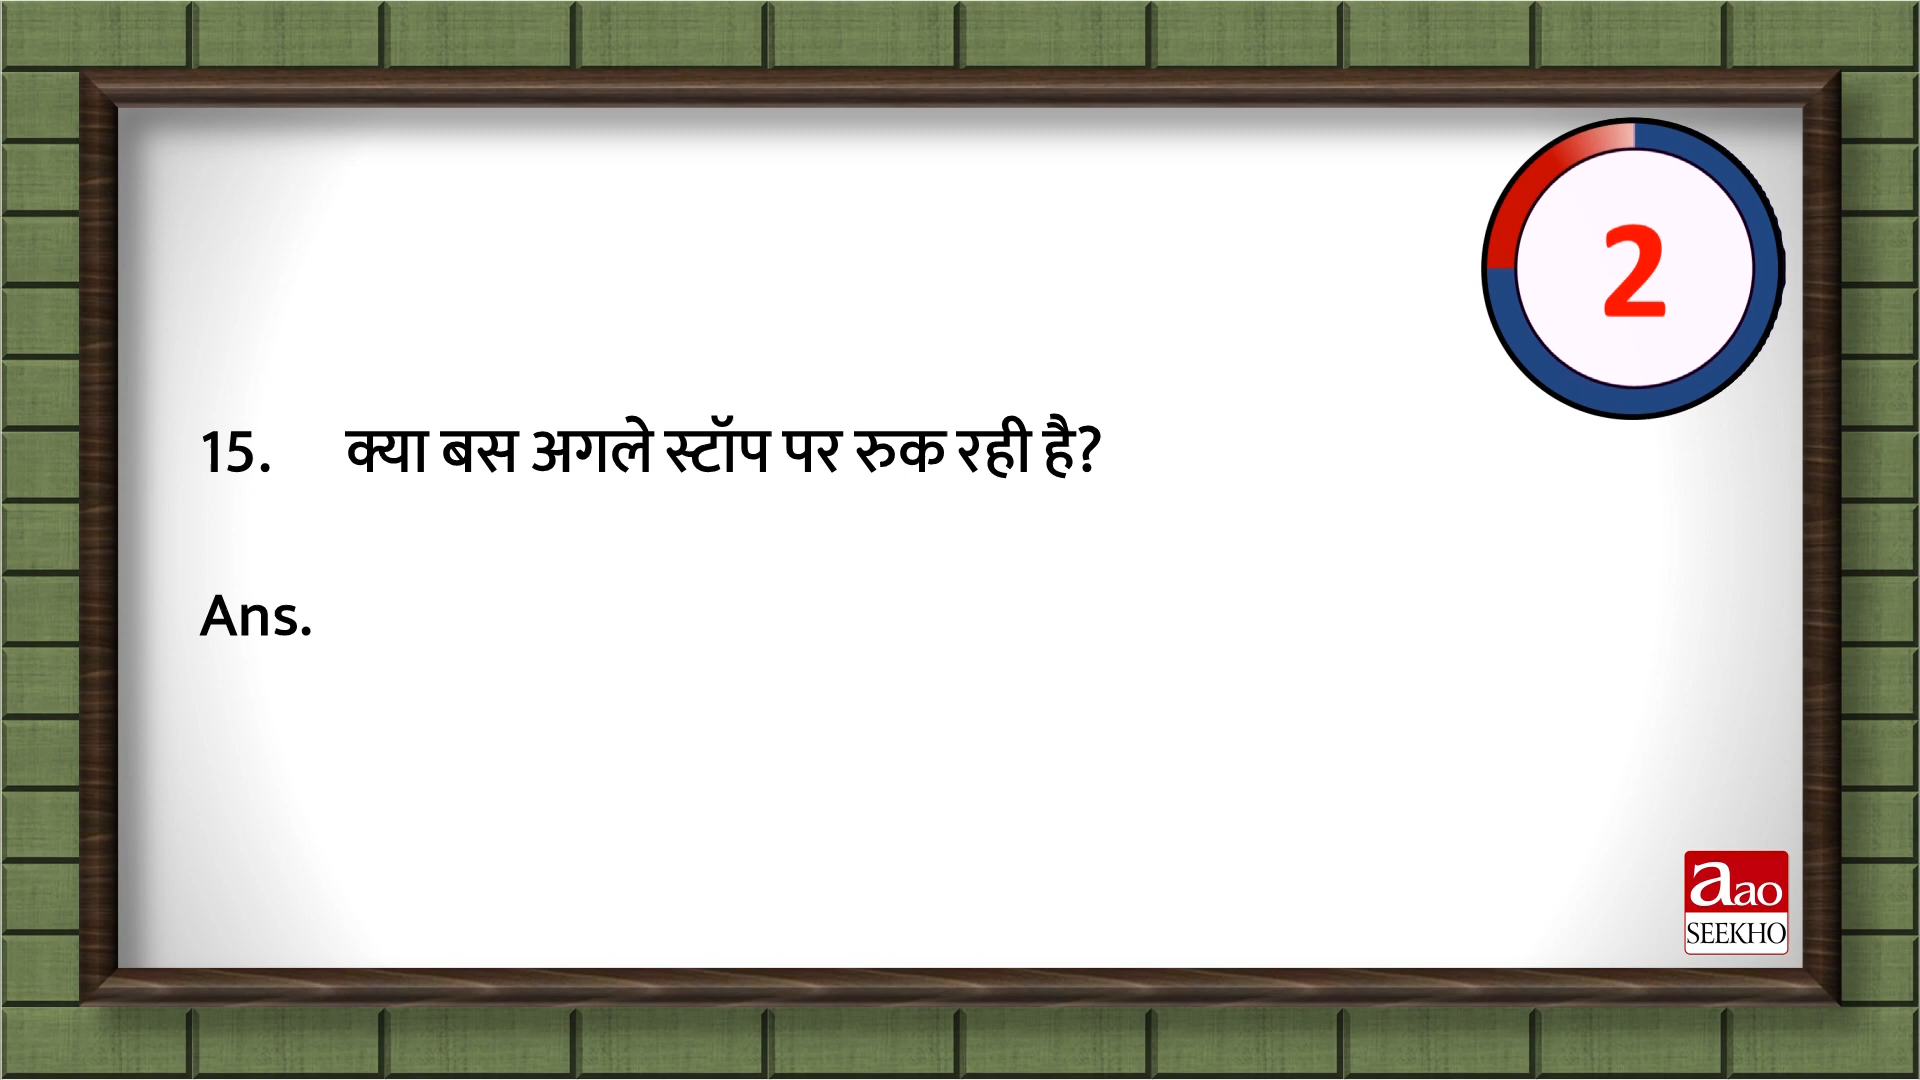 2
15. क्या बस अगले स्टॉप पर रुक रही है?
Ans.
aao
SEEKHO